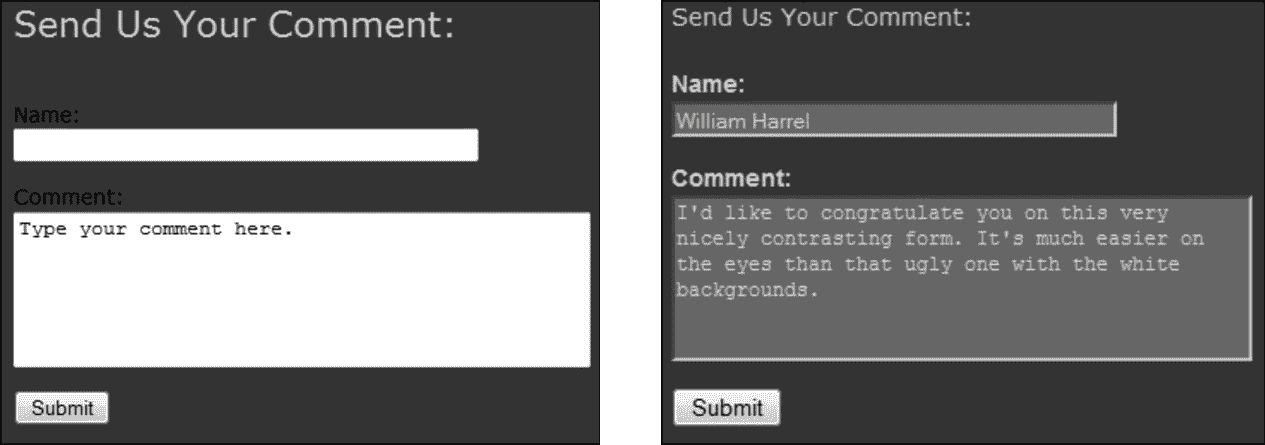 Send Us Your Comment:
Name:
Comment:
Type your comment here.
Submit
Send Us Your Comment:
Name:
William Harrel
Comment:
I'd like to congratulate you on this very
nicely contrasting form. It's much easier on
the eyes than that ugly one with the white
backgrounds.
Submit